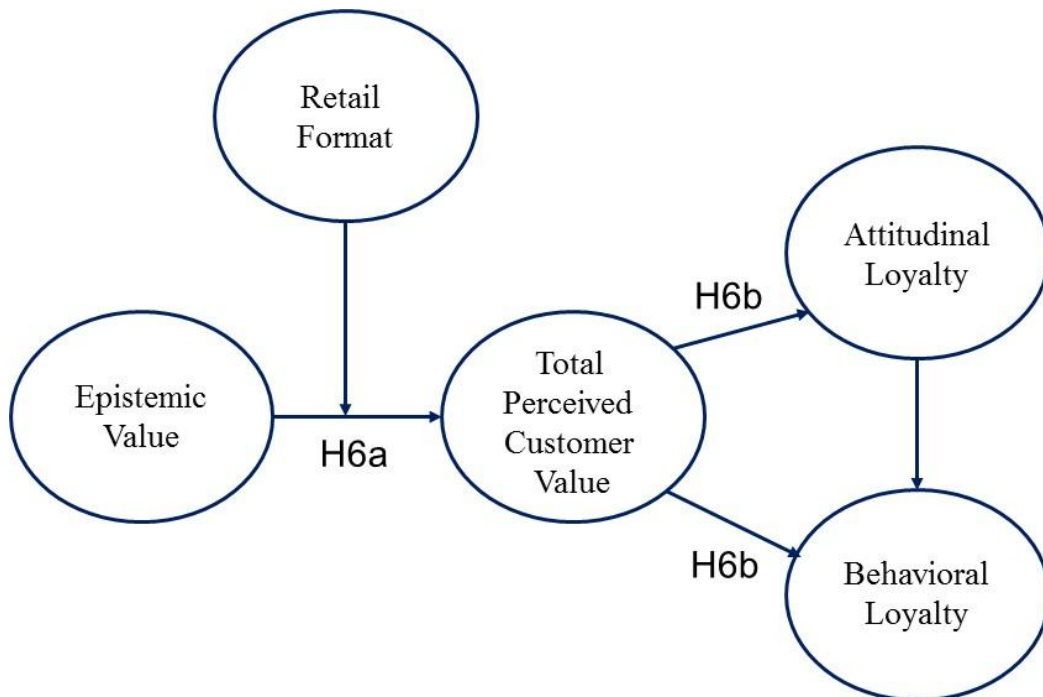 Retail
Format
Attitudinal
Loyalty
H6b
Epistemic
Value
H6a
Total
Perceived
Customer
Value
H6b
Behavioral
Loyalty